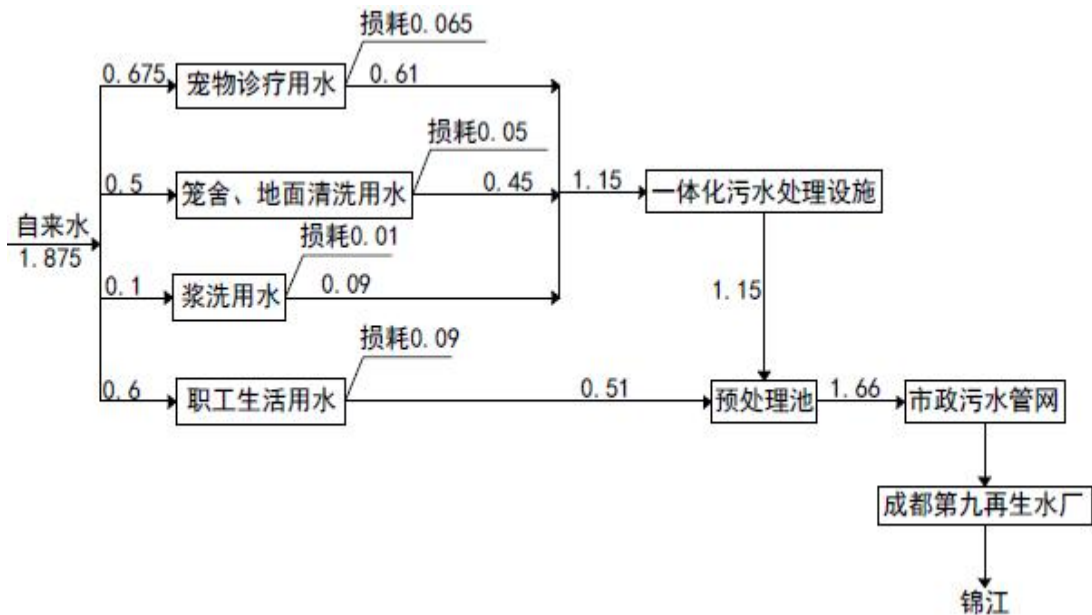 损耗0.065
0.675
宠物诊疗用水
0.61
损耗0.05
0.5
笼舍、地面清洗用水
0.45
1.15
一体化污水处理设施
自来水
1.875
损耗0.01
0.1
浆洗用水
0.09
1.15
损耗0.09
0.6
职工生活用水
0.51
预处理池
1.66
市政污水管网
成都第九再生水厂
锦江